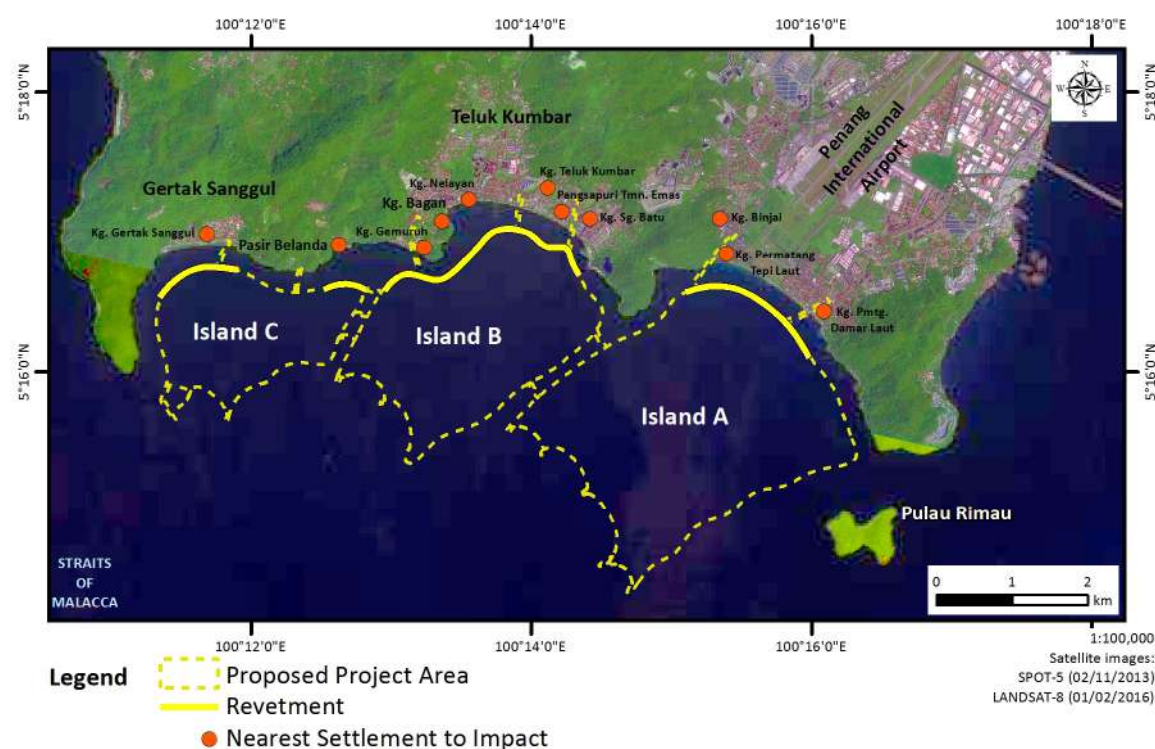 100°12'0"E 100°14'0"E 100°16'0"E 100°18'0"E
5°18'0"N
5°18'0"N
N
W E
S
Teluk Kumbar
Penang
International
Airport
Gertak Sanggul
Kg. Teluk Kumbar
Kg. Nelayan
Pangsapuri Tmn. Emas
Kg. Bagan
Kg. Sg. Batu
Kg. Binjai
Kg. Gertak Sanggul
Pasir Belanda
Kg. Gemuruh
Kg. Permatang
Tepi Laut
Kg. Pmtg.
Damar Laut
Island C
Island B
Island A
5°16'0"N
5°16'0"N
Pulau Rimau
STRAITS
OF
MALACCA
0 1 2
km
100°12'0"E 100°14'0"E 100°16'0"E
1:100,000
Satellite images:
SPOT-5 (02/11/2013)
LANDSAT-8 (01/02/2016)
Legend
Proposed Project Area
Revetment
Nearest Settlement to Impact